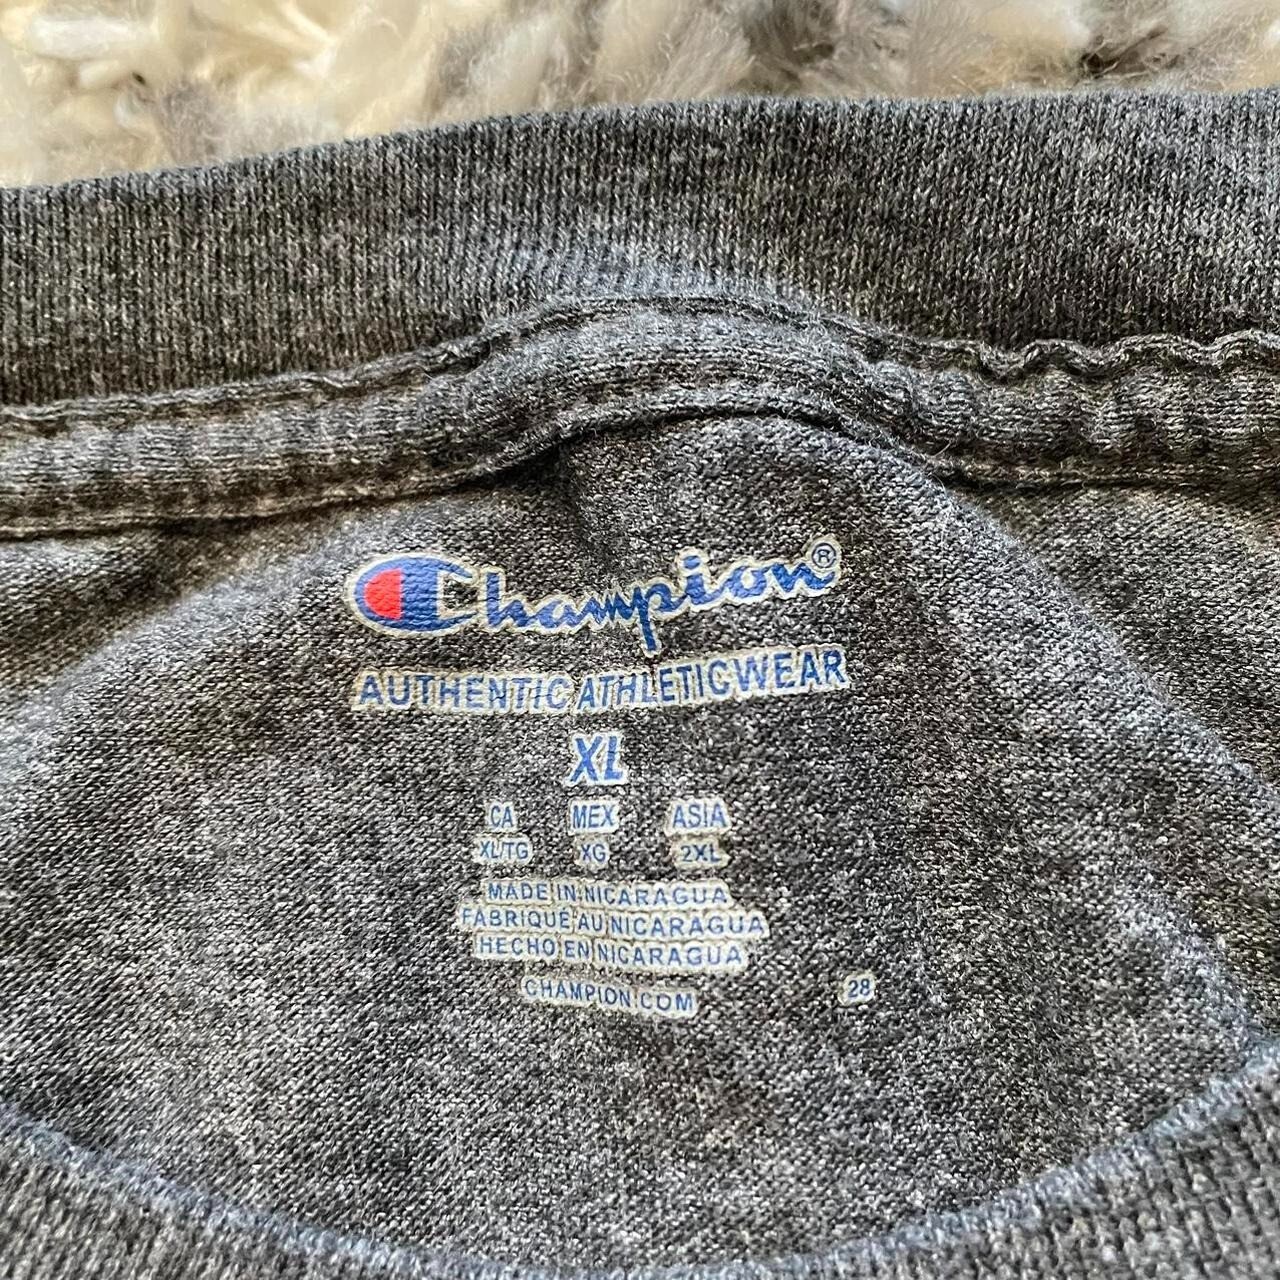 Champion®
AUTHENTIC ATHLETICWEAR
XL
CA MEX ASIA
XL/TG XG 2XL
MADE IN NICARAGUA
FABRIQUÉ AU NICARAGUA
HECHO EN NICARAGUA
CHAMPION.COM 28